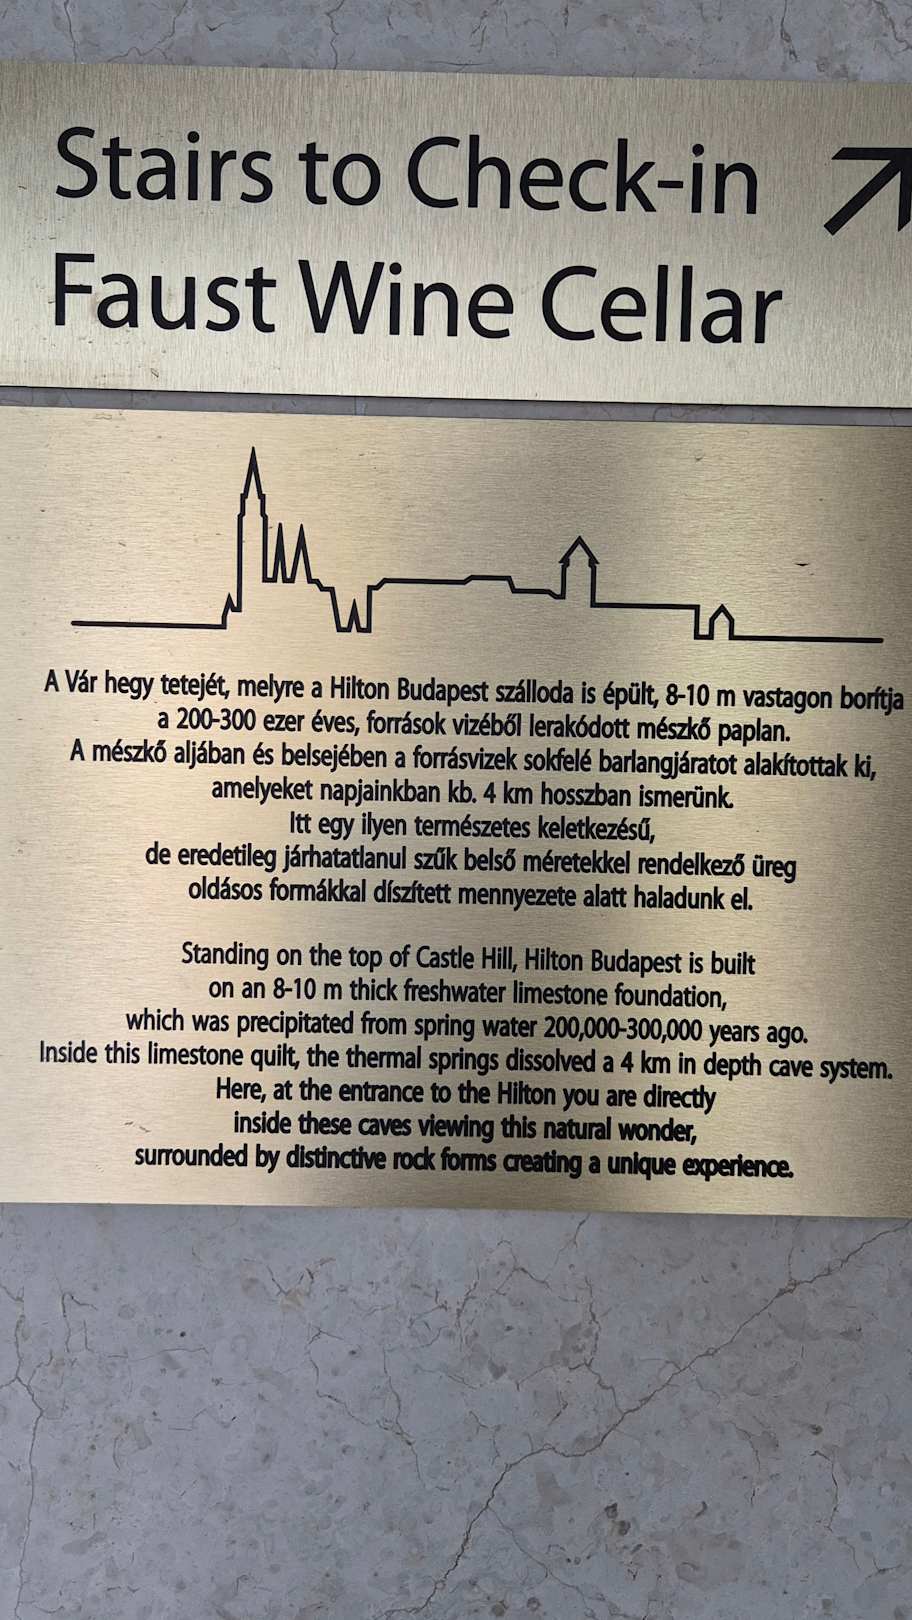 Stairs to Check-in
Faust Wine Cellar
A Vár hegy tetejét, melyre a Hilton Budapest szálloda is épült, 8-10 m vastagon borítja
a 200-300 ezer éves, források vizéből lerakódott mészkő paplan.
A mészkő aljában és belsejében a forrásvizek sokfelé barlangjáratot alakítottak ki,
amelyeket napjainkban kb. 4 km hosszban ismerünk.
Itt egy ilyen természetes keletkezésű,
de eredetileg járhatatlanul szűk belső méretekkel rendelkező üreg
oldásos formákkal díszített mennyezete alatt haladunk el.
Standing on the top of Castle Hill, Hilton Budapest is built
on an 8-10 m thick freshwater limestone foundation,
which was precipitated from spring water 200,000-300,000 years ago.
Inside this limestone quilt, the thermal springs dissolved a 4 km in depth cave system.
Here, at the entrance to the Hilton you are directly
inside these caves viewing this natural wonder,
surrounded by distinctive rock forms creating a unique experience.